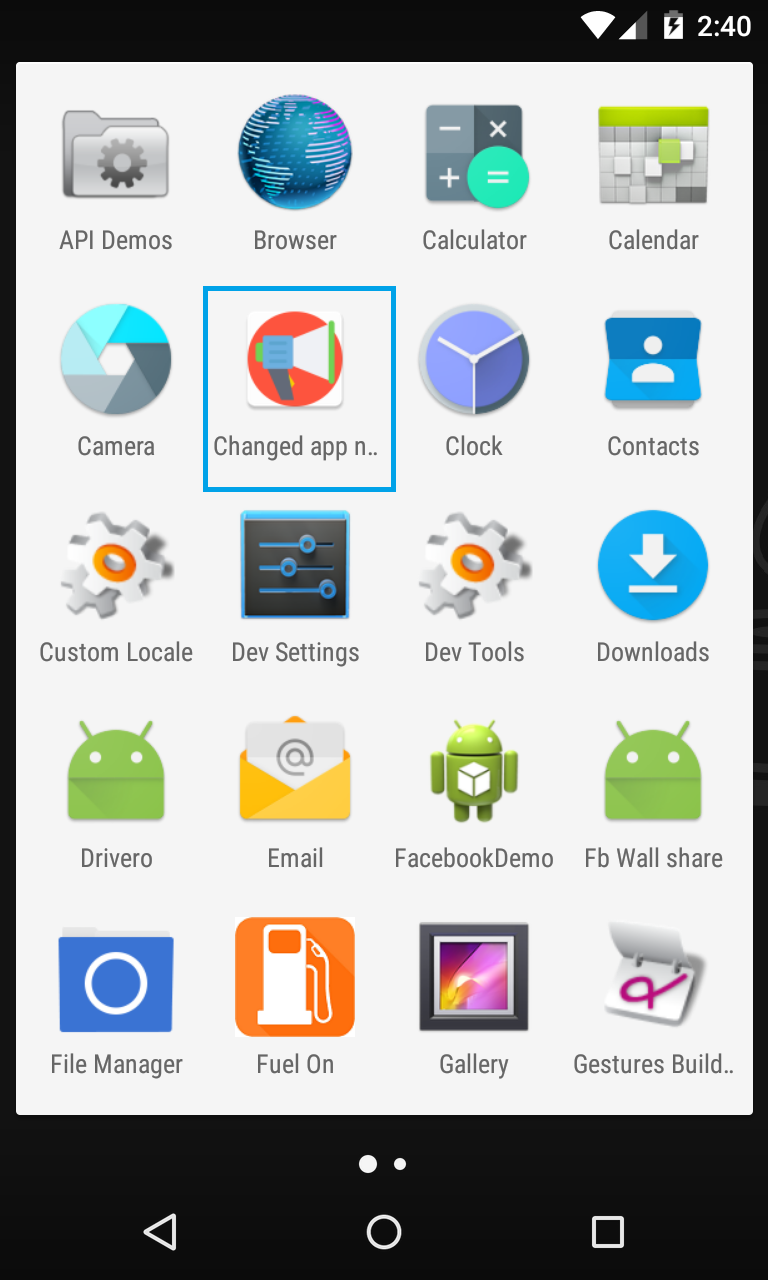 2:40
API Demos Browser Calculator Calendar
Camera Changed app n.. Clock Contacts
Custom Locale Dev Settings Dev Tools Downloads
Drivero Email FacebookDemo Fb Wall share
File Manager Fuel On Gallery Gestures Build..